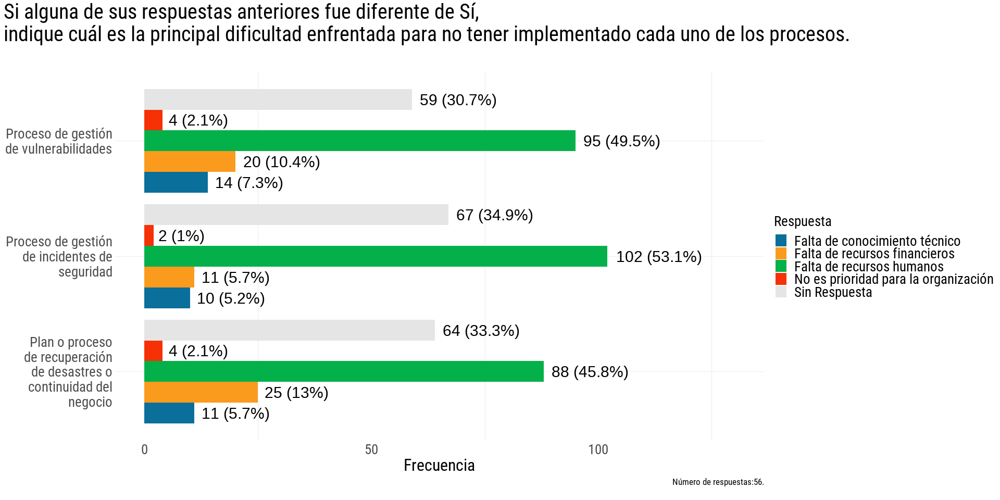 Si alguna de sus respuestas anteriores fue diferente de Sí,
indique cuál es la principal dificultad enfrentada para no tener implementado cada uno de los procesos.
59 (30.7%)
4 (2.1%)
Proceso de gestión
de vulnerabilidades
95 (49.5%)
20 (10.4%)
14 (7.3%)
67 (34.9%)
2 (1%)
Proceso de gestión
de incidentes de
seguridad
102 (53.1%)
11 (5.7%)
10 (5.2%)
64 (33.3%)
4 (2.1%)
Plan o proceso
de recuperación
de desastres o
continuidad del
negocio
88 (45.8%)
25 (13%)
11 (5.7%)
0 50 100
Frecuencia
Respuesta
Falta de conocimiento técnico
Falta de recursos financieros
Falta de recursos humanos
No es prioridad para la organización
Sin Respuesta
Número de respuestas:56.